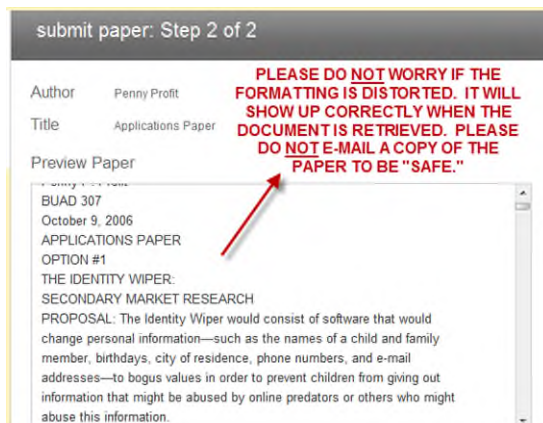 submit paper: Step 2 of 2
PLEASE DO NOT WORRY IF THE
FORMATTING IS DISTORTED. IT WILL
SHOW UP CORRECTLY WHEN THE
DOCUMENT IS RETRIEVED. PLEASE
DO NOT E-MAIL A COPY OF THE
PAPER TO BE "SAFE."
Author Penny Profit
Title Applications Paper
Preview Paper
BUAD 307
October 9, 2006
APPLICATIONS PAPER
OPTION #1
THE IDENTITY WIPER:
SECONDARY MARKET RESEARCH
PROPOSAL: The Identity Wiper would consist of software that would
change personal information—such as the names of a child and family
member, birthdays, city of residence, phone numbers, and e-mail
addresses—to bogus values in order to prevent children from giving out
information that might be abused by online predators or others who might
abuse this information.